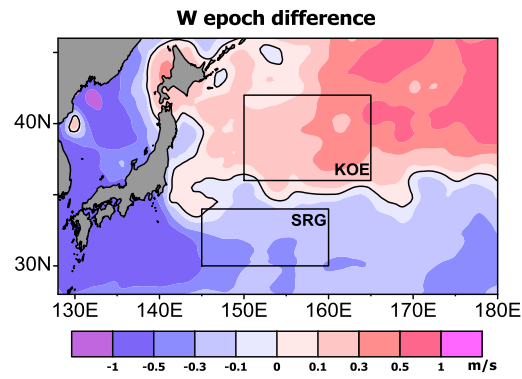 W epoch difference
40N
KOE
SRG
30N
130E 140E 150E 160E 170E 180E
-1 -0.5 -0.3 -0.1 0 0.1 0.3 0.5 1 m/s